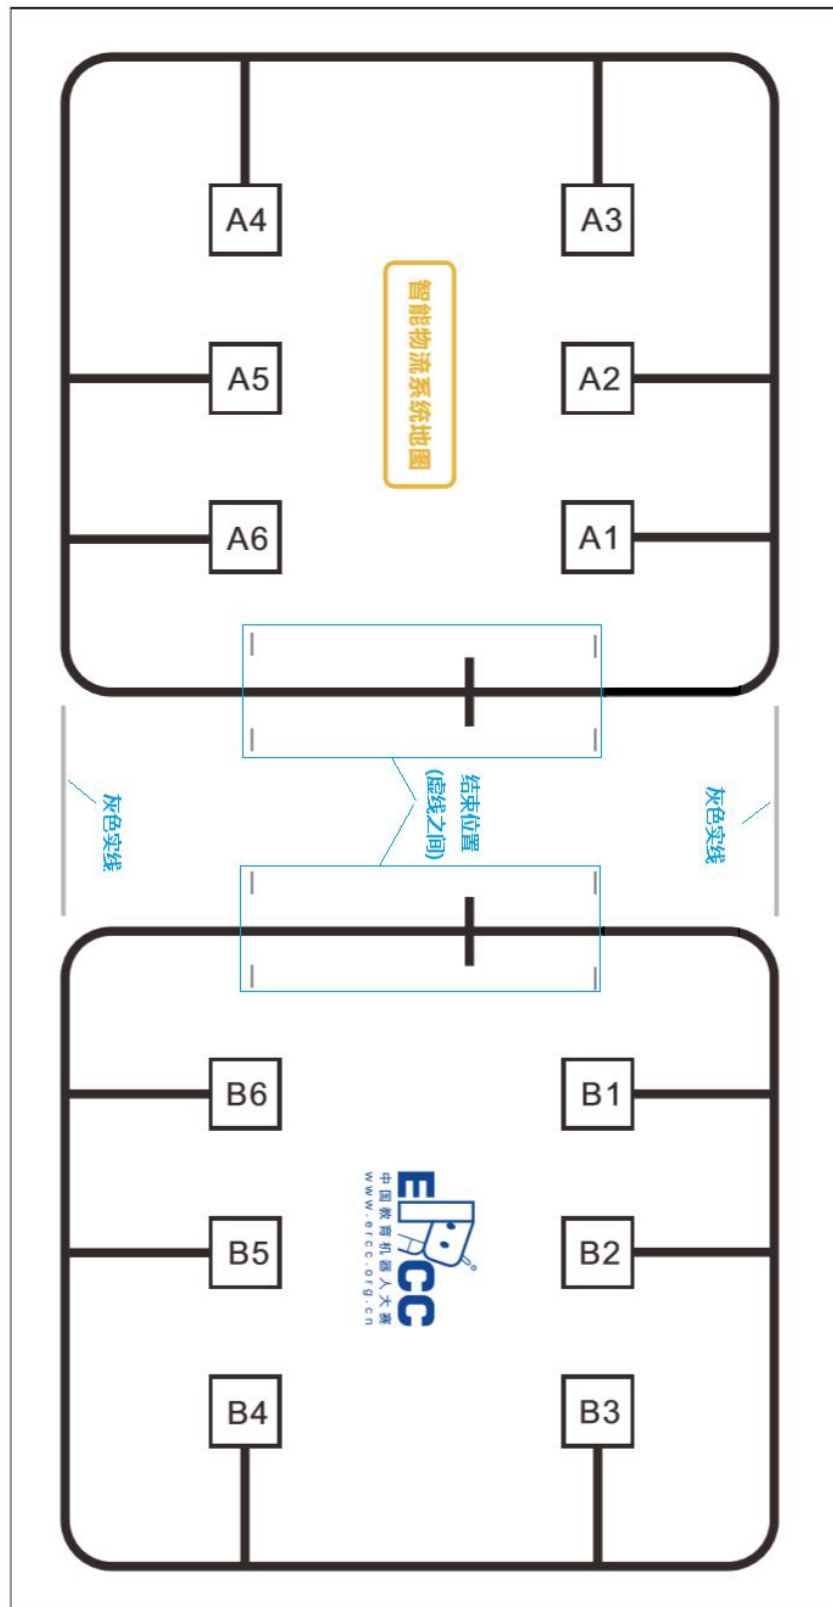 A4
A3
智能物流系统地图
A5
A2
A6
A1
结束位置
(虚线之间)
灰色实线
灰色实线
B6
B1
ERCC
中国教育机器人大赛
www.ercc.org.cn
B5
B2
B4
B3